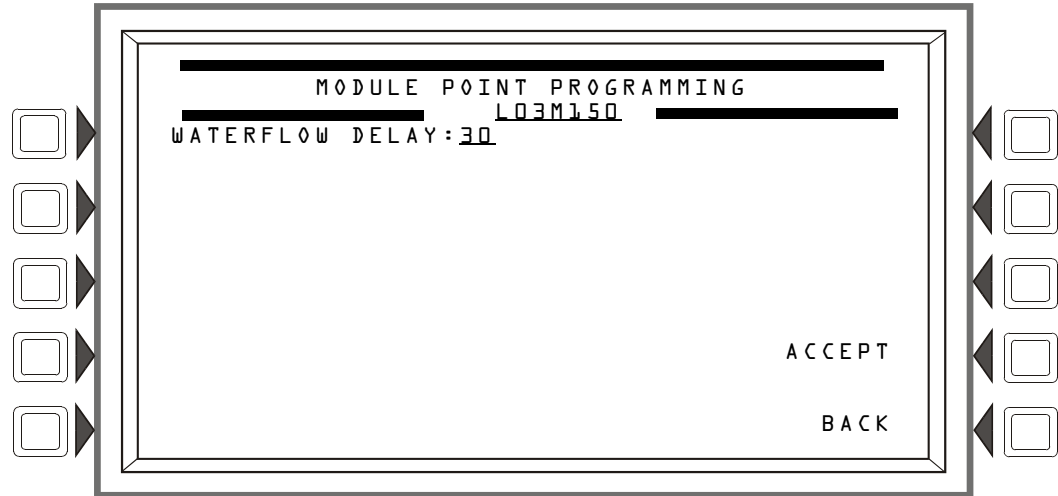 MODULE POINT PROGRAMMING
L03M150
WATERFLOW DELAY:30
ACCEPT
BACK